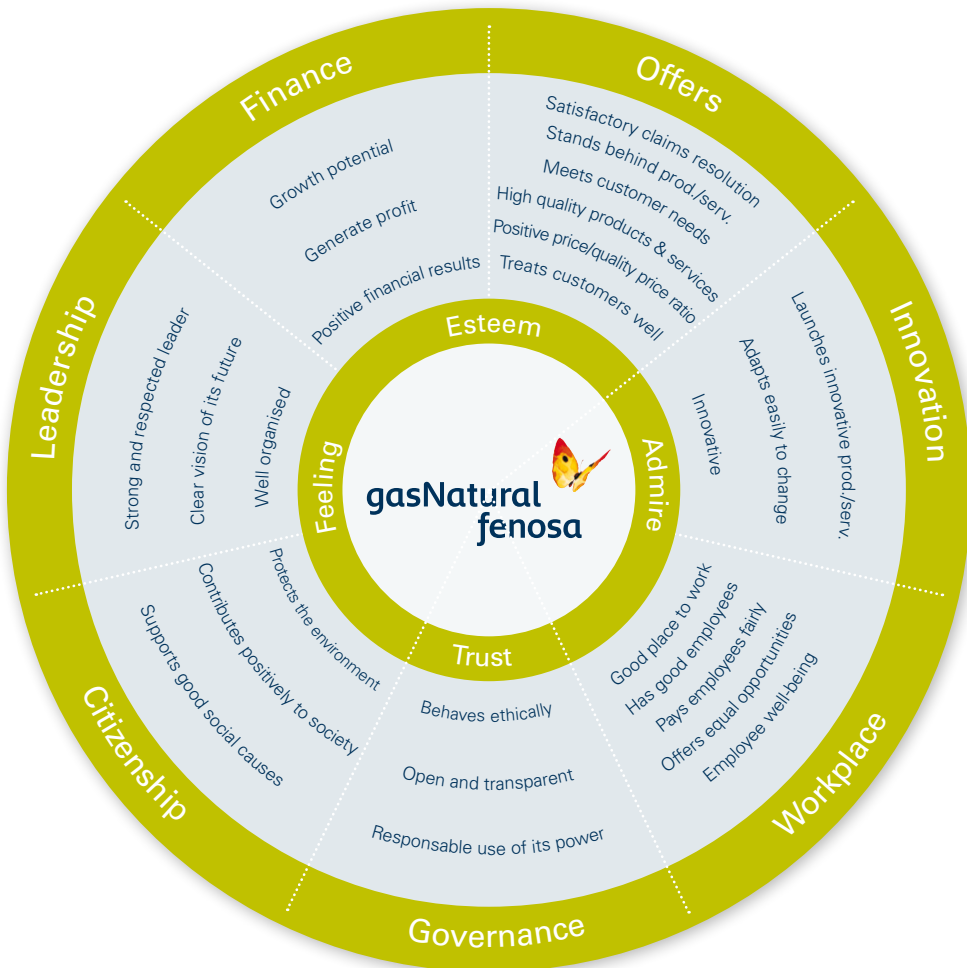 Finance
Growth potential
Generate profit
Positive financial results
Offers
Satisfactory claims resolution
Stands behind prod./serv.
Meets customer needs
High quality products & services
Positive price/quality price ratio
Treats customers well
Innovation
Launches innovative prod./serv.
Adapts easily to change
Innovative
Workplace
Good place to work
Has good employees
Pays employees fairly
Offers equal opportunities
Employee well-being
Governance
Behaves ethically
Open and transparent
Responsable use of its power
Citizenship
Protects the environment
Contributes positively to society
Supports good social causes
Leadership
Strong and respected leader
Clear vision of its future
Well organised
Esteem
Admire
Trust
Feeling
gasNatural
fenosa